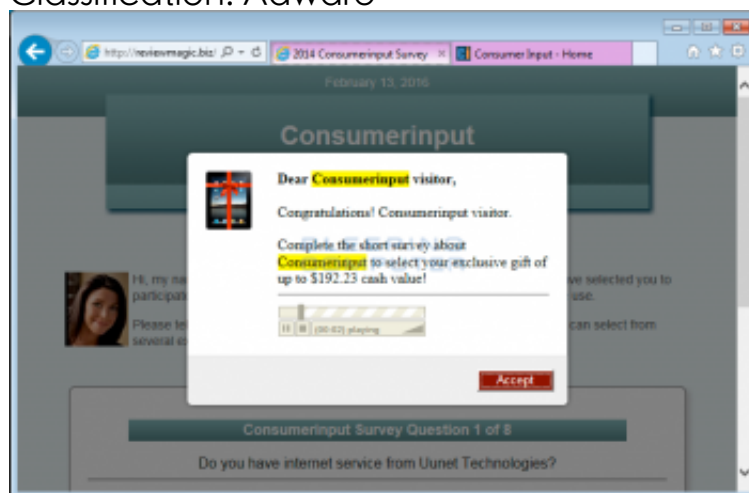 Classification: Adware
http://reviewmagic.biz/
2014 Consumerinput Survey
Consumer Input - Home
February 13, 2016
Consumerinput
Dear Consumerinput visitor,
Congratulations! Consumerinput visitor.
Complete the short survey about
Consumerinput to select your exclusive gift of
up to $192.23 cash value!
(00:02) playing
Accept
Hi, my na
ve selected you to
participat
use.
Please te
can select from
several e
Consumerinput Survey Question 1 of 8
Do you have internet service from Uunet Technologies?